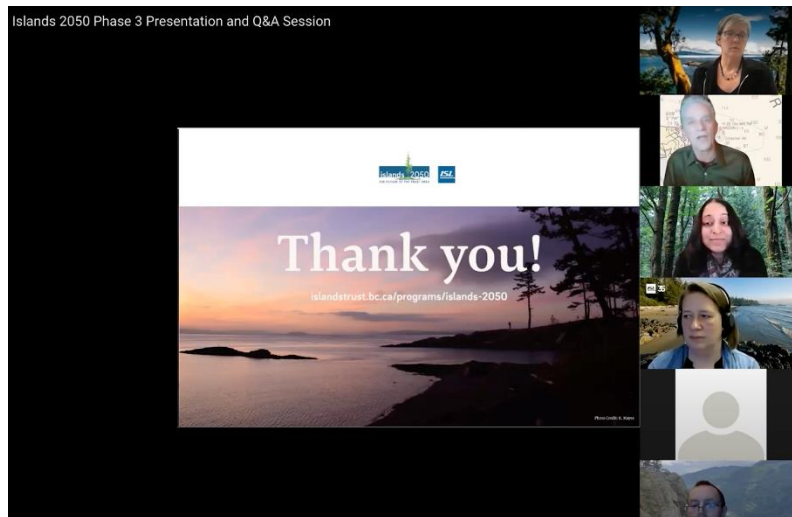 Islands 2050 Phase 3 Presentation and Q&A Session
islands 2050
ISL
Thank you!
islandstrust.bc.ca/programs/islands-2050